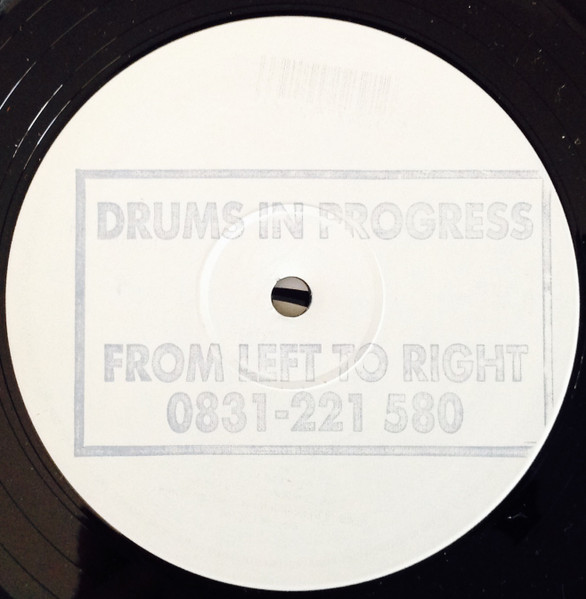 DRUMS IN PROGRESS
FROM LEFT TO RIGHT
0831-221 580